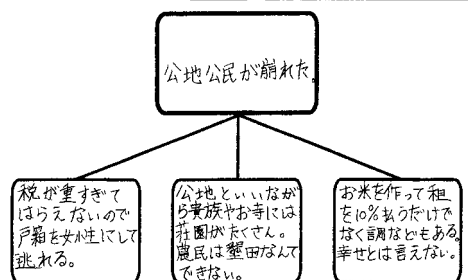 公地公民が崩れた。
税が重すぎて
はらえないので
戸籍を女性にして
逃れる。
公地といいなが
ら貴族やお寺には
荘園がたくさん。
農民は墾田なんて
できない。
お米を作って租
を10%払うだけで
なく調などもある。
幸せとは言えない。